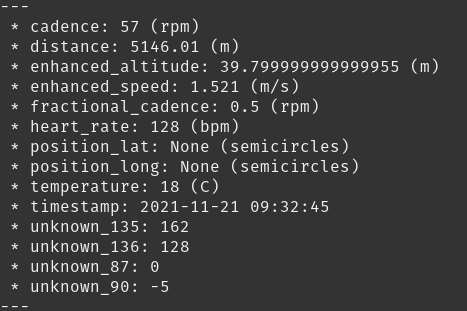 ---
* cadence: 57 (rpm)
* distance: 5146.01 (m)
* enhanced_altitude: 39.799999999999955 (m)
* enhanced_speed: 1.521 (m/s)
* fractional_cadence: 0.5 (rpm)
* heart_rate: 128 (bpm)
* position_lat: None (semicircles)
* position_long: None (semicircles)
* temperature: 18 (C)
* timestamp: 2021-11-21 09:32:45
* unknown_135: 162
* unknown_136: 128
* unknown_87: 0
* unknown_90: -5
---